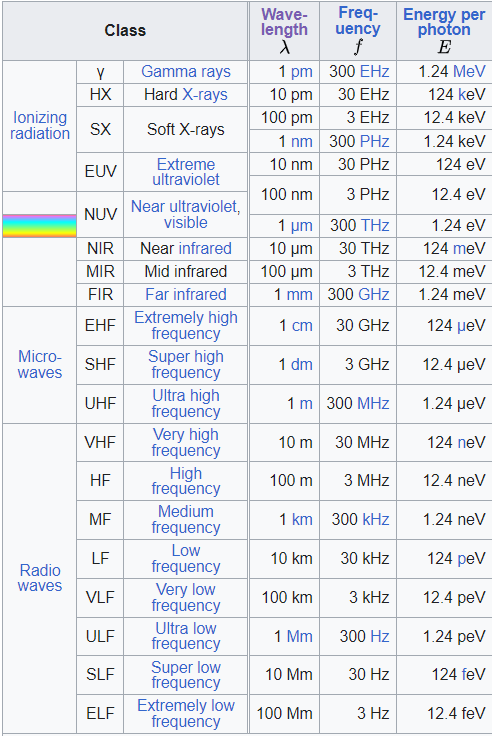 Class Wave-length λ Freq-uency f Energy per photon E
Ionizing radiation
γ Gamma rays 1 pm 300 EHz 1.24 MeV
HX Hard X-rays 10 pm 30 EHz 124 keV
SX Soft X-rays 100 pm 3 EHz 12.4 keV
1 nm 300 PHz 1.24 keV
EUV Extreme ultraviolet 10 nm 30 PHz 124 eV
100 nm 3 PHz 12.4 eV
NUV Near ultraviolet, visible
1 μm 300 THz 1.24 eV
NIR Near infrared 10 μm 30 THz 124 meV
MIR Mid infrared 100 μm 3 THz 12.4 meV
FIR Far infrared 1 mm 300 GHz 1.24 meV
Micro-waves
EHF Extremely high frequency 1 cm 30 GHz 124 μeV
SHF Super high frequency 1 dm 3 GHz 12.4 μeV
UHF Ultra high frequency 1 m 300 MHz 1.24 μeV
Radio waves
VHF Very high frequency 10 m 30 MHz 124 neV
HF High frequency 100 m 3 MHz 12.4 neV
MF Medium frequency 1 km 300 kHz 1.24 neV
LF Low frequency 10 km 30 kHz 124 peV
VLF Very low frequency 100 km 3 kHz 12.4 peV
ULF Ultra low frequency 1 Mm 300 Hz 1.24 peV
SLF Super low frequency 10 Mm 30 Hz 124 feV
ELF Extremely low frequency 100 Mm 3 Hz 12.4 feV